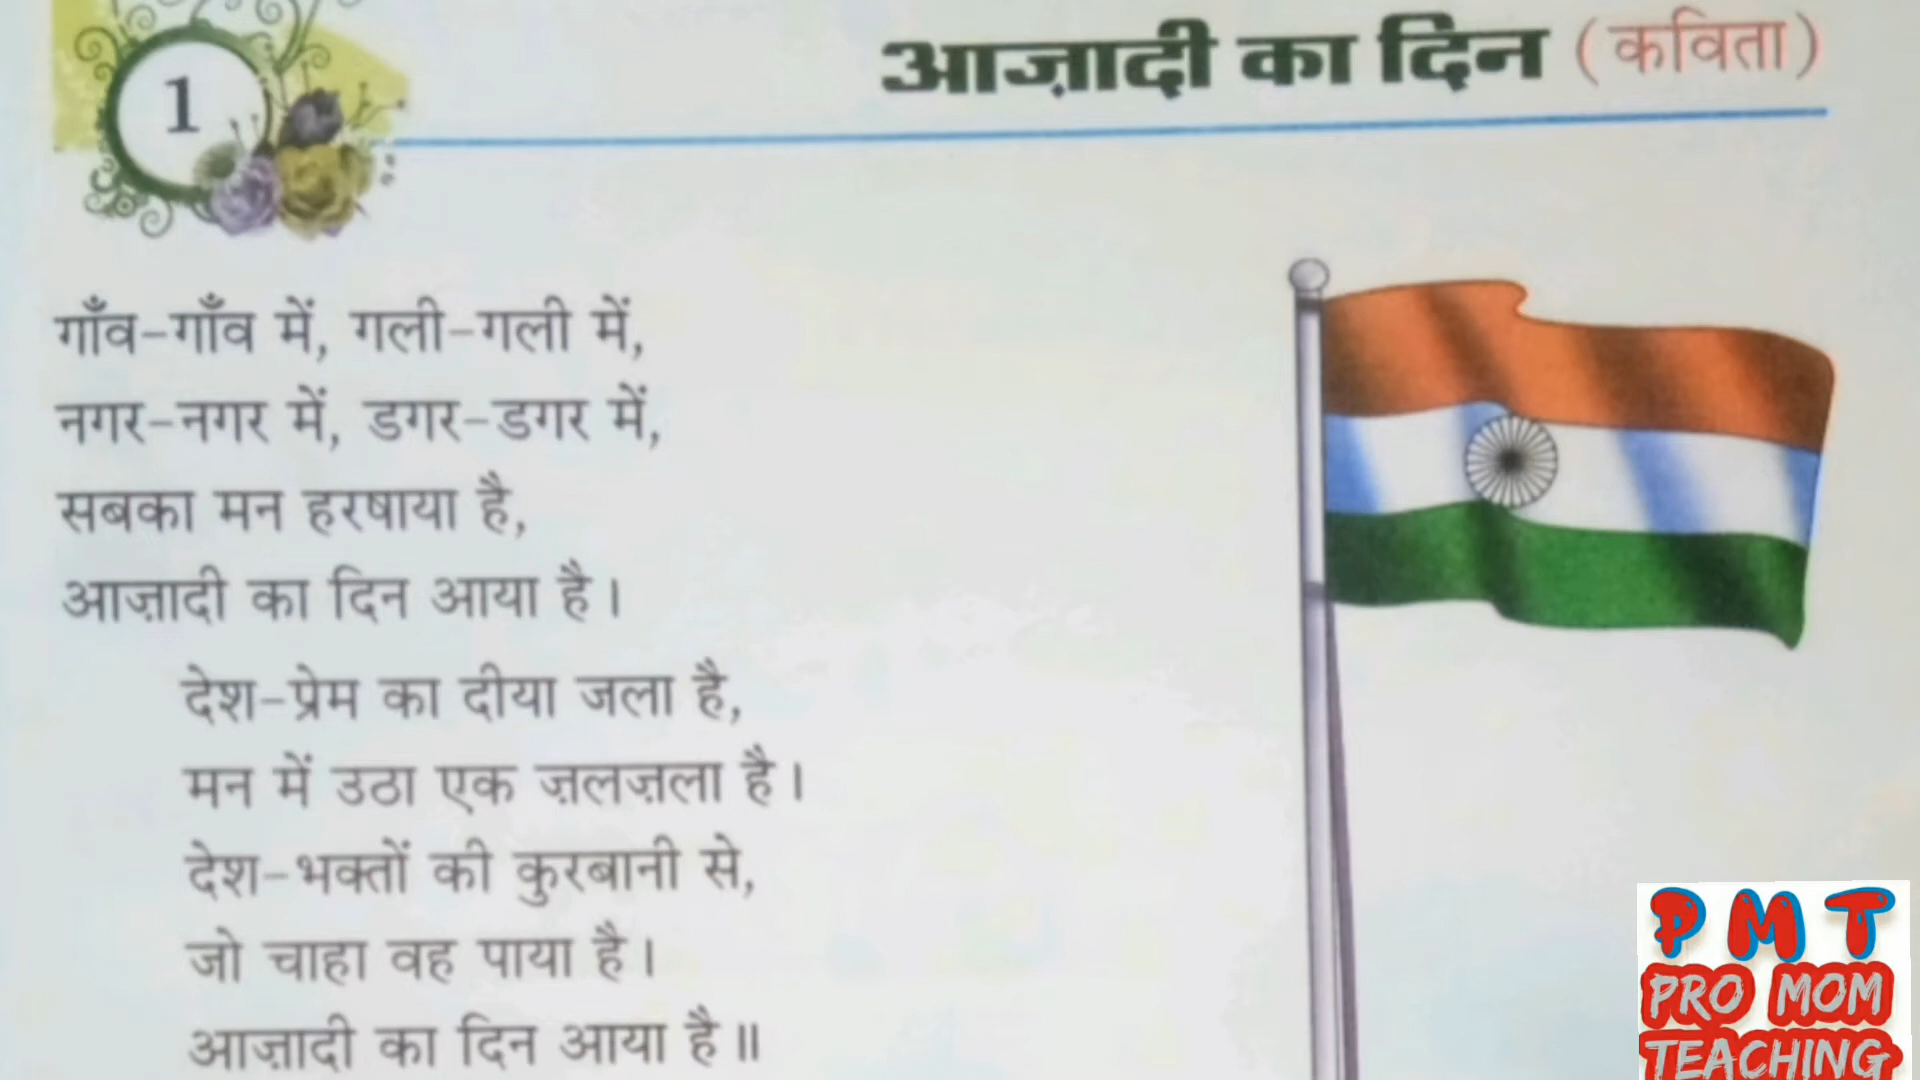 1
आज़ादी का दिन (कविता)
गाँव-गाँव में, गली-गली में,
नगर-नगर में, डगर-डगर में,
सबका मन हरषाया है,
आज़ादी का दिन आया है।
देश-प्रेम का दीया जला है,
मन में उठा एक ज़लज़ला है।
देश-भक्तों की कुरबानी से,
जो चाहा वह पाया है।
आज़ादी का दिन आया है॥
PMT
PRO MOM
TEACHING